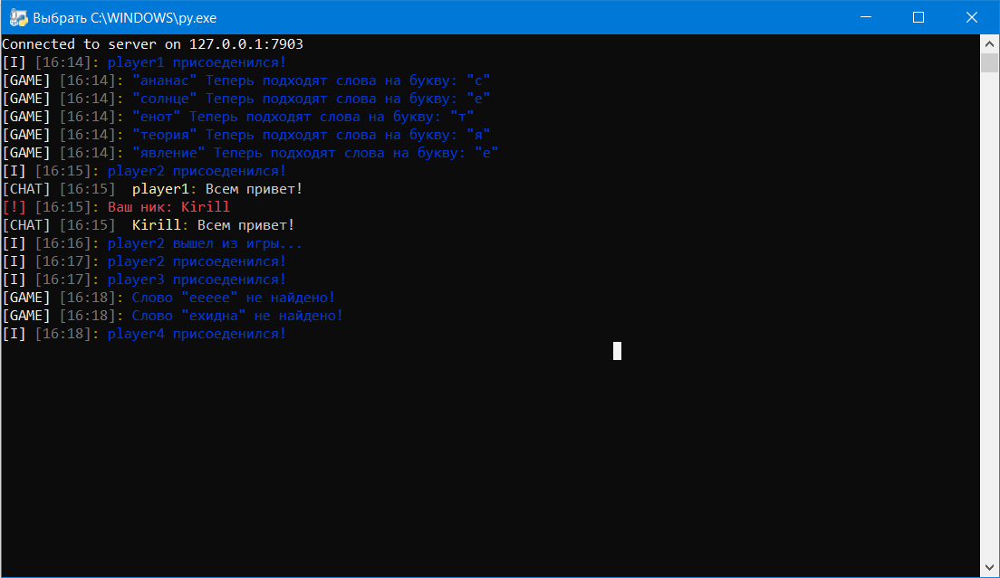 Выбрать C:\WINDOWS\py.exe
Connected to server on 127.0.0.1:7903
[I] [16:14]: player1 присоеденился!
[GAME] [16:14]: "ананас" Теперь подходят слова на букву: "с"
[GAME] [16:14]: "солнце" Теперь подходят слова на букву: "е"
[GAME] [16:14]: "енот" Теперь подходят слова на букву: "т"
[GAME] [16:14]: "теория" Теперь подходят слова на букву: "я"
[GAME] [16:14]: "явление" Теперь подходят слова на букву: "е"
[I] [16:15]: player2 присоеденился!
[CHAT] [16:15]  player1: Всем привет!
[!] [16:15]: Ваш ник: Kirill
[CHAT] [16:15]  Kirill: Всем привет!
[I] [16:16]: player2 вышел из игры...
[I] [16:17]: player2 присоеденился!
[I] [16:17]: player3 присоеденился!
[GAME] [16:18]: Слово "еееее" не найдено!
[GAME] [16:18]: Слово "ехидна" не найдено!
[I] [16:18]: player4 присоеденился!